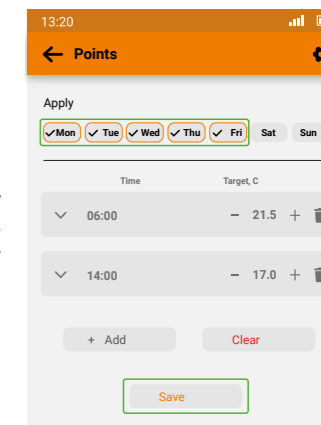 13:20
Points
Apply
Mon Tue Wed Thu Fri Sat Sun
Time Target, C
06:00 − 21.5 +
14:00 − 17.0 +
+ Add Clear
Save